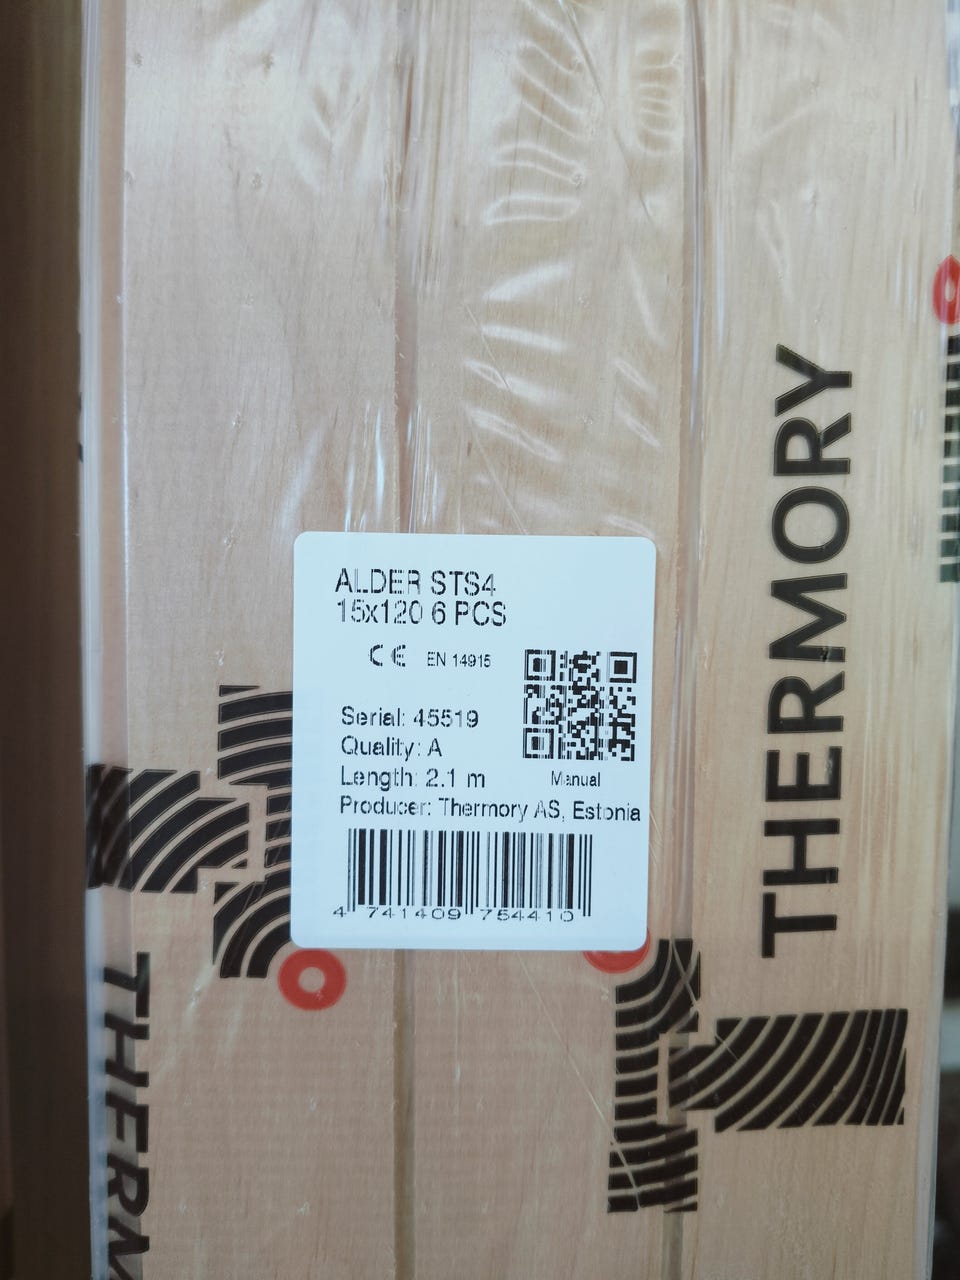 ALDER STS4
15x120 6 PCS
CE EN 14915
Serial: 45519
Quality: A
Length: 2.1 m
Manual
Producer: Thermory AS, Estonia
4 741409 754410
THERMORY
THERM